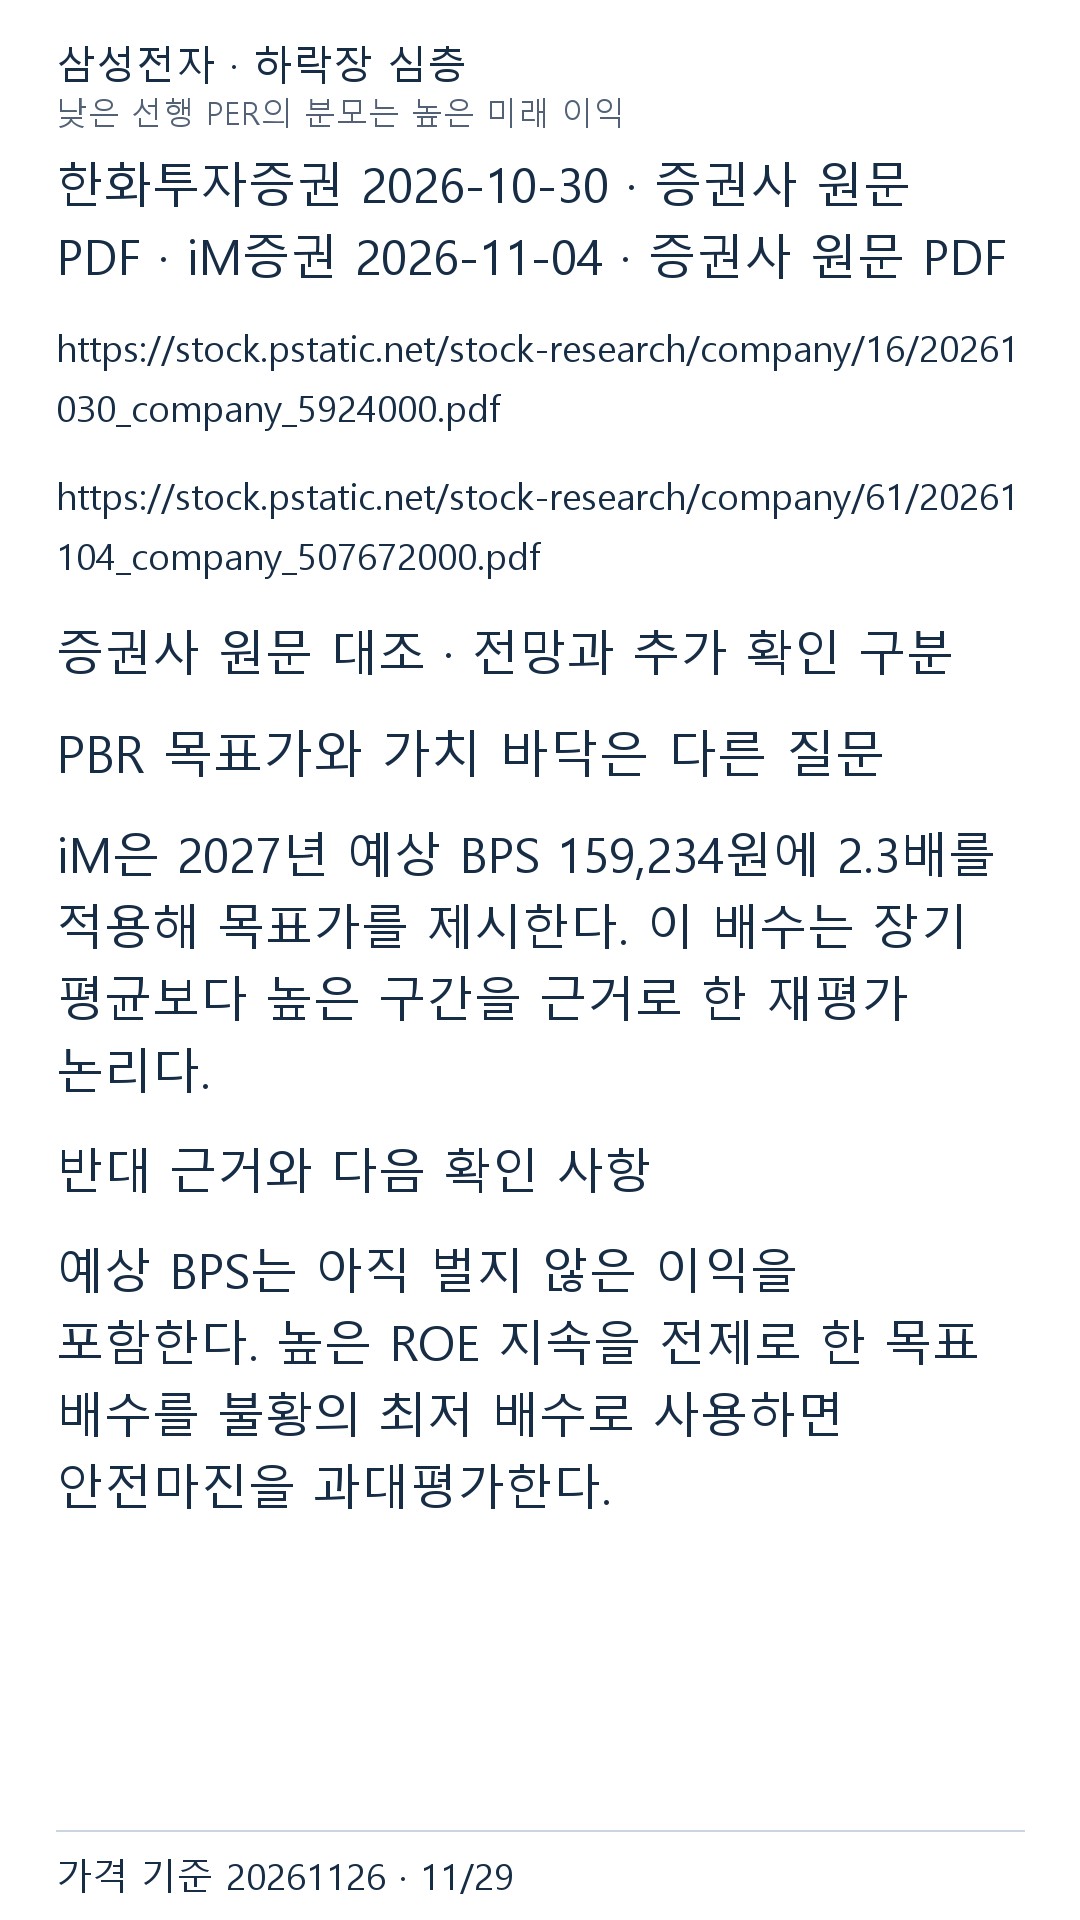 삼성전자 · 하락장 심층
낮은 선행 PER의 분모는 높은 미래 이익
한화투자증권 2026-10-30 · 증권사 원문
PDF · iM증권 2026-11-04 · 증권사 원문 PDF
https://stock.pstatic.net/stock-research/company/16/20261
030_company_5924000.pdf
https://stock.pstatic.net/stock-research/company/61/20261
104_company_507672000.pdf
증권사 원문 대조 · 전망과 추가 확인 구분
PBR 목표가와 가치 바닥은 다른 질문
iM은 2027년 예상 BPS 159,234원에 2.3배를
적용해 목표가를 제시한다. 이 배수는 장기
평균보다 높은 구간을 근거로 한 재평가
논리다.
반대 근거와 다음 확인 사항
예상 BPS는 아직 벌지 않은 이익을
포함한다. 높은 ROE 지속을 전제로 한 목표
배수를 불황의 최저 배수로 사용하면
안전마진을 과대평가한다.
가격 기준 20261126 · 11/29